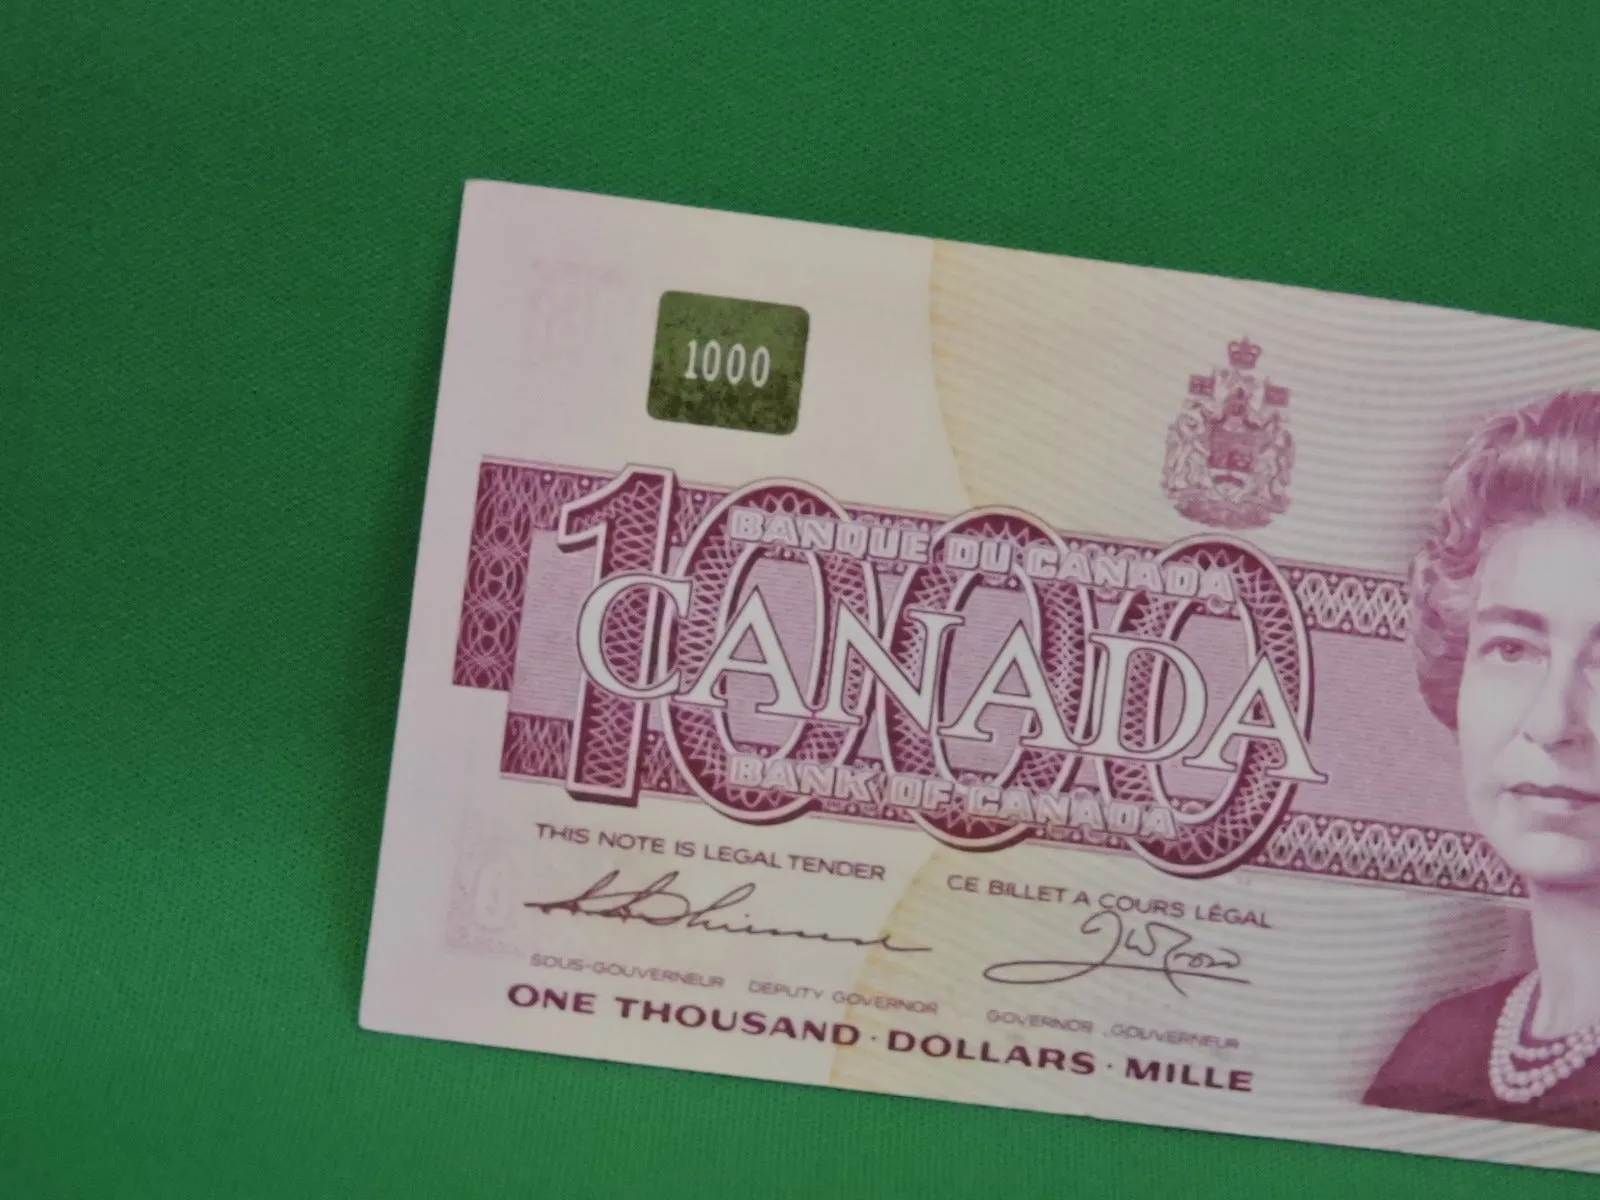 1000
1000
BANQUE DU CANADA
CANADA
BANK OF CANADA
THIS NOTE IS LEGAL TENDER
CE BILLET A COURS LÉGAL
SOUS-GOUVERNEUR DEPUTY GOVERNOR
GOVERNOR GOUVERNEUR
ONE THOUSAND · DOLLARS · MILLE